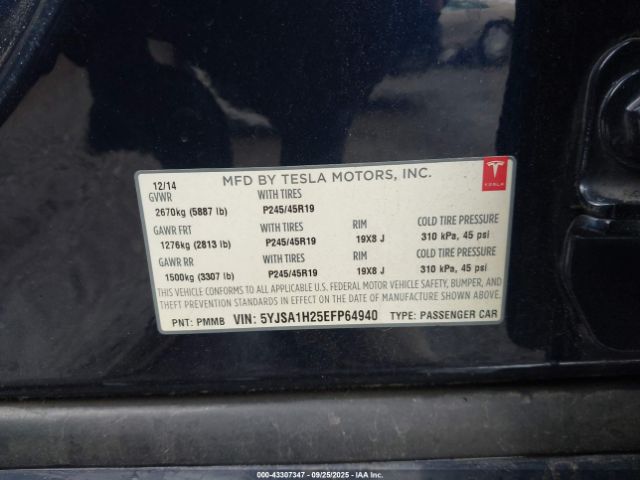 12/14 MFD BY TESLA MOTORS, INC. TESLA
GVWR WITH TIRES
2670kg (5887 lb) P245/45R19
GAWR FRT WITH TIRES RIM COLD TIRE PRESSURE
1276kg (2813 lb) P245/45R19 19X8 J 310 kPa, 45 psi
GAWR RR WITH TIRES RIM COLD TIRE PRESSURE
1500kg (3307 lb) P245/45R19 19X8 J 310 kPa, 45 psi
THIS VEHICLE CONFORMS TO ALL APPLICABLE U.S. FEDERAL MOTOR VEHICLE SAFETY, BUMPER, AND
THEFT PREVENTION STANDARDS IN EFFECT ON THE DATE OF MANUFACTURE SHOWN ABOVE.
PNT: PMMB VIN: 5YJSA1H25EFP64940 TYPE: PASSENGER CAR
© 000-43307347 | 09/25/2025 | © IAA Holdings, LLC